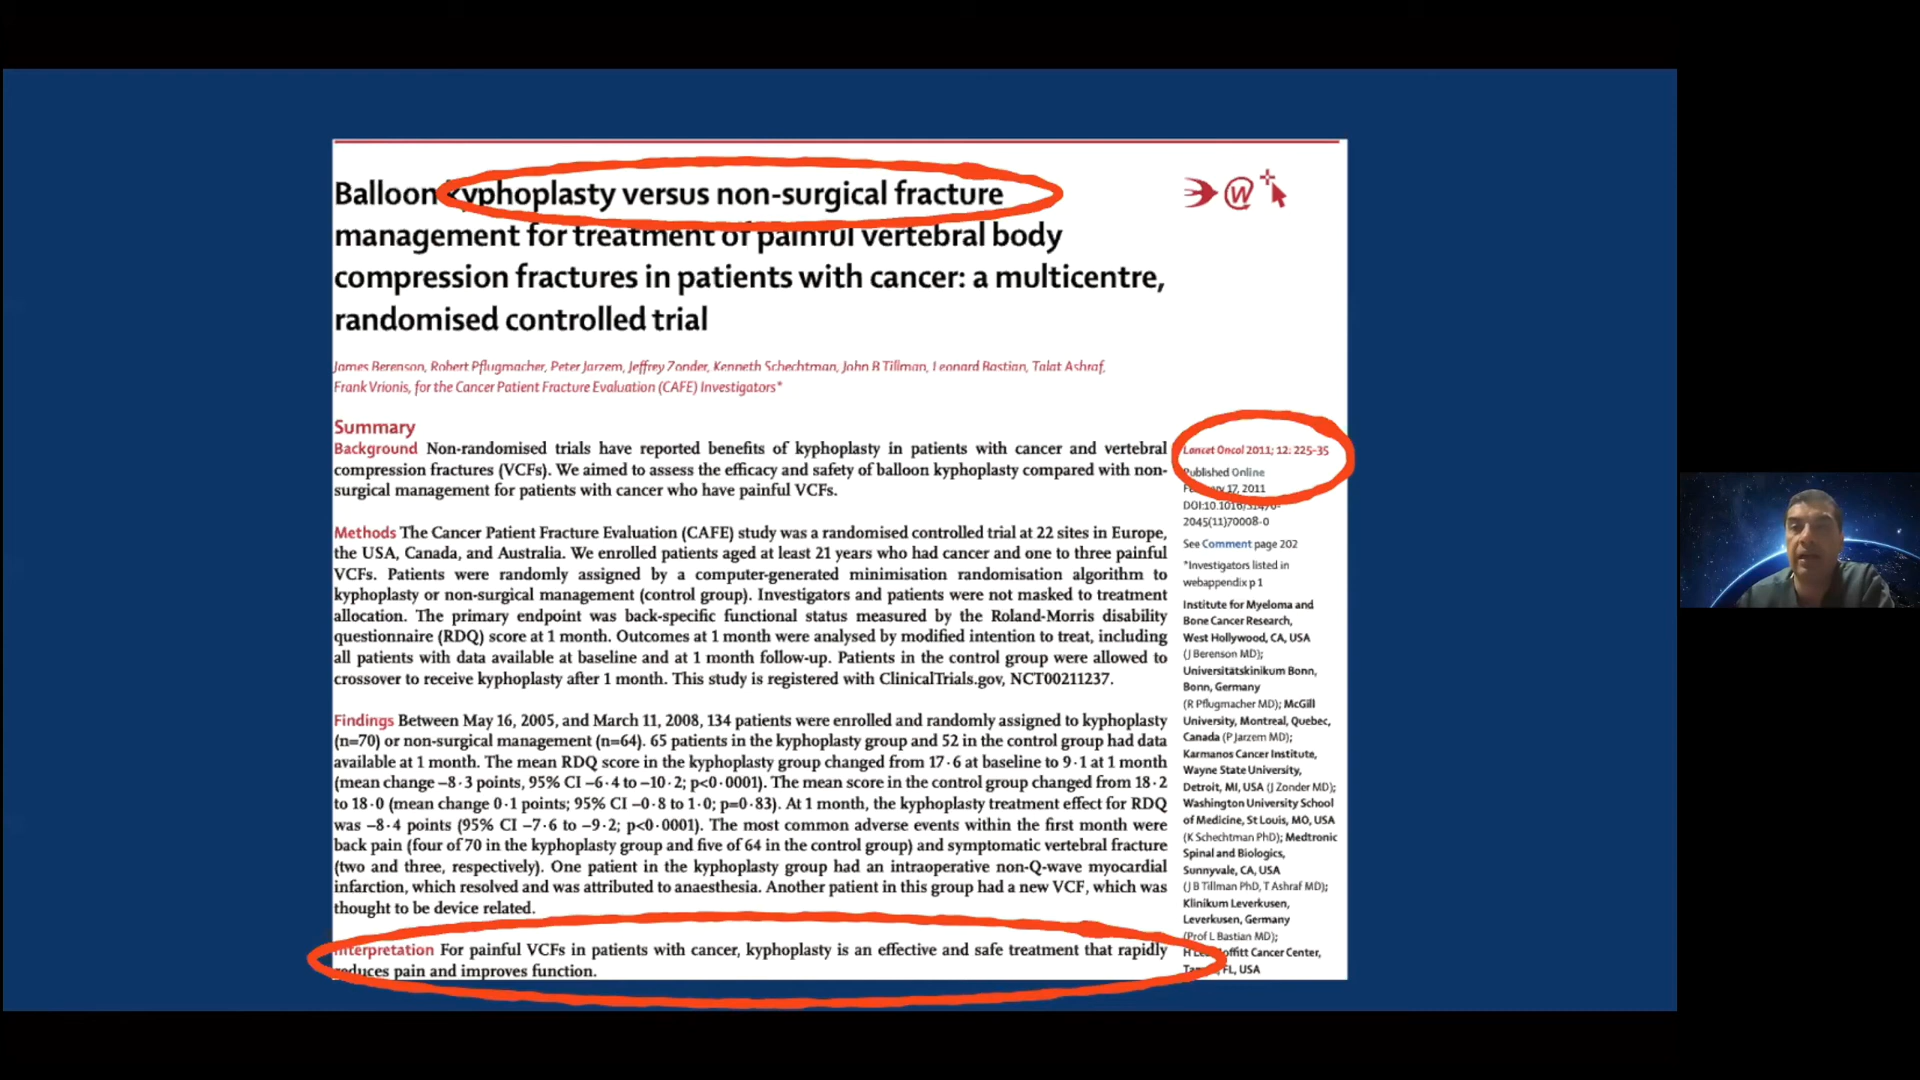 Balloon kyphoplasty versus non-surgical fracture
management for treatment of painful vertebral body
compression fractures in patients with cancer: a multicentre,
randomised controlled trial
James Berenson, Robert Pflugmacher, Peter Jarzem, Jeffrey Zonder, Kenneth Schechtman, John B Tillman, Leonard Bastian, Talat Ashraf,
Frank Vrionis, for the Cancer Patient Fracture Evaluation (CAFE) Investigators*
Summary
Background Non-randomised trials have reported benefits of kyphoplasty in patients with cancer and vertebral
compression fractures (VCFs). We aimed to assess the efficacy and safety of balloon kyphoplasty compared with non-
surgical management for patients with cancer who have painful VCFs.
Methods The Cancer Patient Fracture Evaluation (CAFE) study was a randomised controlled trial at 22 sites in Europe,
the USA, Canada, and Australia. We enrolled patients aged at least 21 years who had cancer and one to three painful
VCFs. Patients were randomly assigned by a computer-generated minimisation randomisation algorithm to
kyphoplasty or non-surgical management (control group). Investigators and patients were not masked to treatment
allocation. The primary endpoint was back-specific functional status measured by the Roland-Morris disability
questionnaire (RDQ) score at 1 month. Outcomes at 1 month were analysed by modified intention to treat, including
all patients with data available at baseline and at 1 month follow-up. Patients in the control group were allowed to
crossover to receive kyphoplasty after 1 month. This study is registered with ClinicalTrials.gov, NCT00211237.
Findings Between May 16, 2005, and March 11, 2008, 134 patients were enrolled and randomly assigned to kyphoplasty
(n=70) or non-surgical management (n=64). 65 patients in the kyphoplasty group and 52 in the control group had data
available at 1 month. The mean RDQ score in the kyphoplasty group changed from 17·6 at baseline to 9·1 at 1 month
(mean change –8·3 points, 95% CI –6·4 to –10·2; p<0·0001). The mean score in the control group changed from 18·2
to 18·0 (mean change 0·1 points; 95% CI –0·8 to 1·0; p=0·83). At 1 month, the kyphoplasty treatment effect for RDQ
was –8·4 points (95% CI –7·6 to –9·2; p<0·0001). The most common adverse events within the first month were
back pain (four of 70 in the kyphoplasty group and five of 64 in the control group) and symptomatic vertebral fracture
(two and three, respectively). One patient in the kyphoplasty group had an intraoperative non-Q-wave myocardial
infarction, which resolved and was attributed to anaesthesia. Another patient in this group had a new VCF, which was
thought to be device related.
Interpretation For painful VCFs in patients with cancer, kyphoplasty is an effective and safe treatment that rapidly
reduces pain and improves function.
W
Lancet Oncol 2011; 12: 225–35
Published Online
February 17, 2011
DOI:10.1016/S1470-
2045(11)70008-0
See Comment page 202
*Investigators listed in
webappendix p 1
Institute for Myeloma and
Bone Cancer Research,
West Hollywood, CA, USA
(J Berenson MD);
Universitätskinikum Bonn,
Bonn, Germany
(R Pflugmacher MD); McGill
University, Montreal, Quebec,
Canada (P Jarzem MD);
Karmanos Cancer Institute,
Wayne State University,
Detroit, MI, USA (J Zonder MD);
Washington University School
of Medicine, St Louis, MO, USA
(K Schechtman PhD); Medtronic
Spinal and Biologics,
Sunnyvale, CA, USA
(J B Tillman PhD, T Ashraf MD);
Klinikum Leverkusen,
Leverkusen, Germany
(Prof L Bastian MD);
H Lee Moffitt Cancer Center,
Tampa, FL, USA